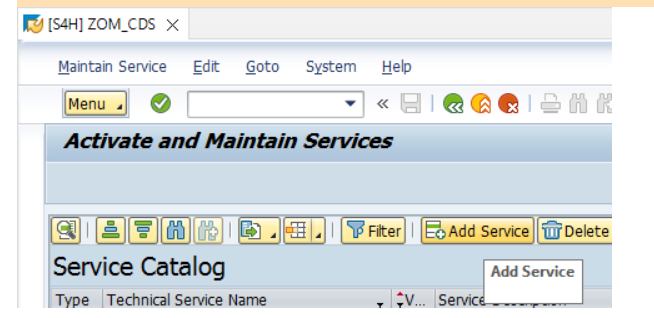 [S4H] ZOM_CDS
Maintain Service Edit Goto System Help
Menu
Activate and Maintain Services
Filter Add Service Delete
Service Catalog
Add Service
Type Technical Service Name V... Service